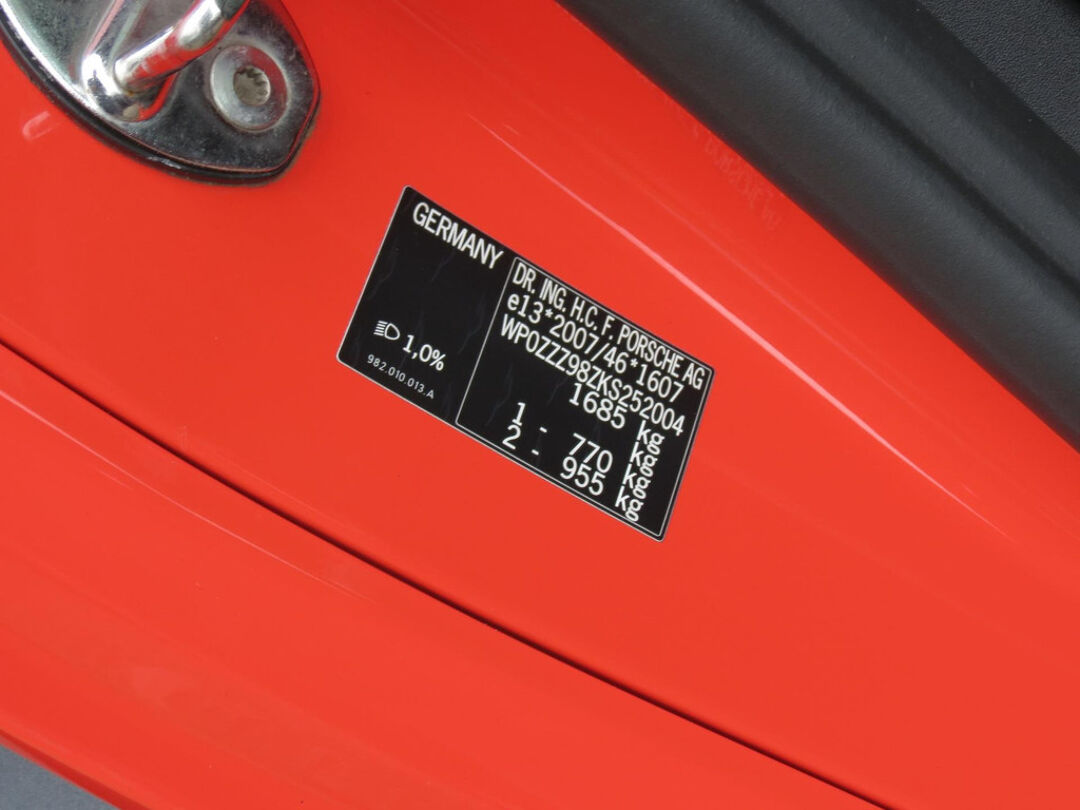 GERMANY
DR. ING. H.C. F. PORSCHE AG
e13*2007/46*1607
WP0ZZZ98ZKS252004
1685 kg
1 - 770 kg
2 - 955 kg
1,0%
982.010.013.A